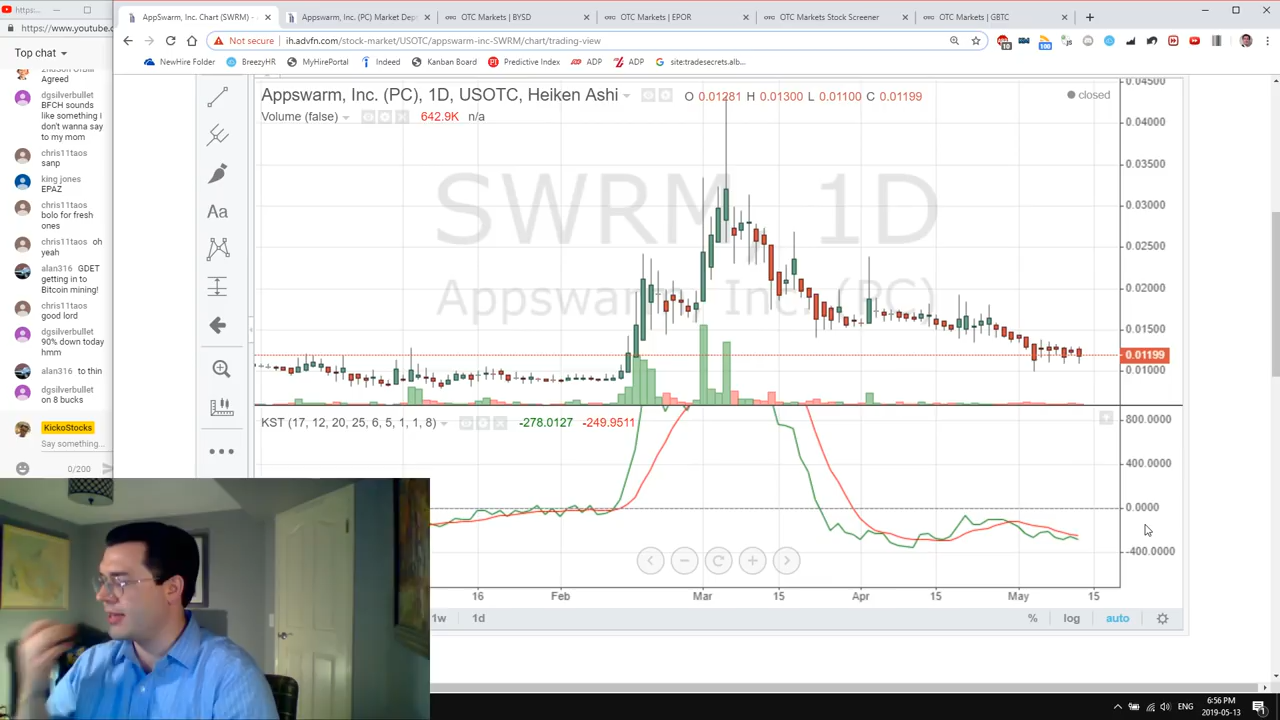 https:...
AppSwarm, Inc. Chart (SWRM) -
Appswarm, Inc. (PC) Market Dep
OTC Markets | BYSD
OTC Markets | EPOR
OTC Markets Stock Screener
OTC Markets | GBTC
https://www.youtube.c
Not secure
ih.advfn.com/stock-market/USOTC/appswarm-inc-SWRM/chart/trading-view
Top chat
NewHire Folder
BreezyHR
MyHirePortal
Indeed
Kanban Board
Predictive Index
ADP
ADP
site:tradesecrets.alb...
Agreed
dgsilverbullet
BFCH sounds
like something I
don't wanna say
to my mom
chris11taos
sanp
king jones
EPAZ
chris11taos
bolo for fresh
ones
chris11taos oh
yeah
alan316 GDET
getting in to
Bitcoin mining!
chris11taos
good lord
dgsilverbullet
90% down today
hmm
alan316 to thin
dgsilverbullet
on 8 bucks
KickoStocks
Say something...
0/200
Appswarm, Inc. (PC), 1D, USOTC, Heiken Ashi
O 0.01281 H 0.01300 L 0.01100 C 0.01199
closed
Volume (false)
642.9K n/a
Aa
SWRM, 1D
Appswarm, Inc. (PC)
0.04500
0.04000
0.03500
0.03000
0.02500
0.02000
0.01500
0.01199
0.01000
KST (17, 12, 20, 25, 6, 5, 1, 1, 8)
-278.0127 -249.9511
800.0000
400.0000
0.0000
-400.0000
16 Feb Mar 15 Apr 15 May 15
1w 1d
% log auto
ENG
6:56 PM
2019-05-13